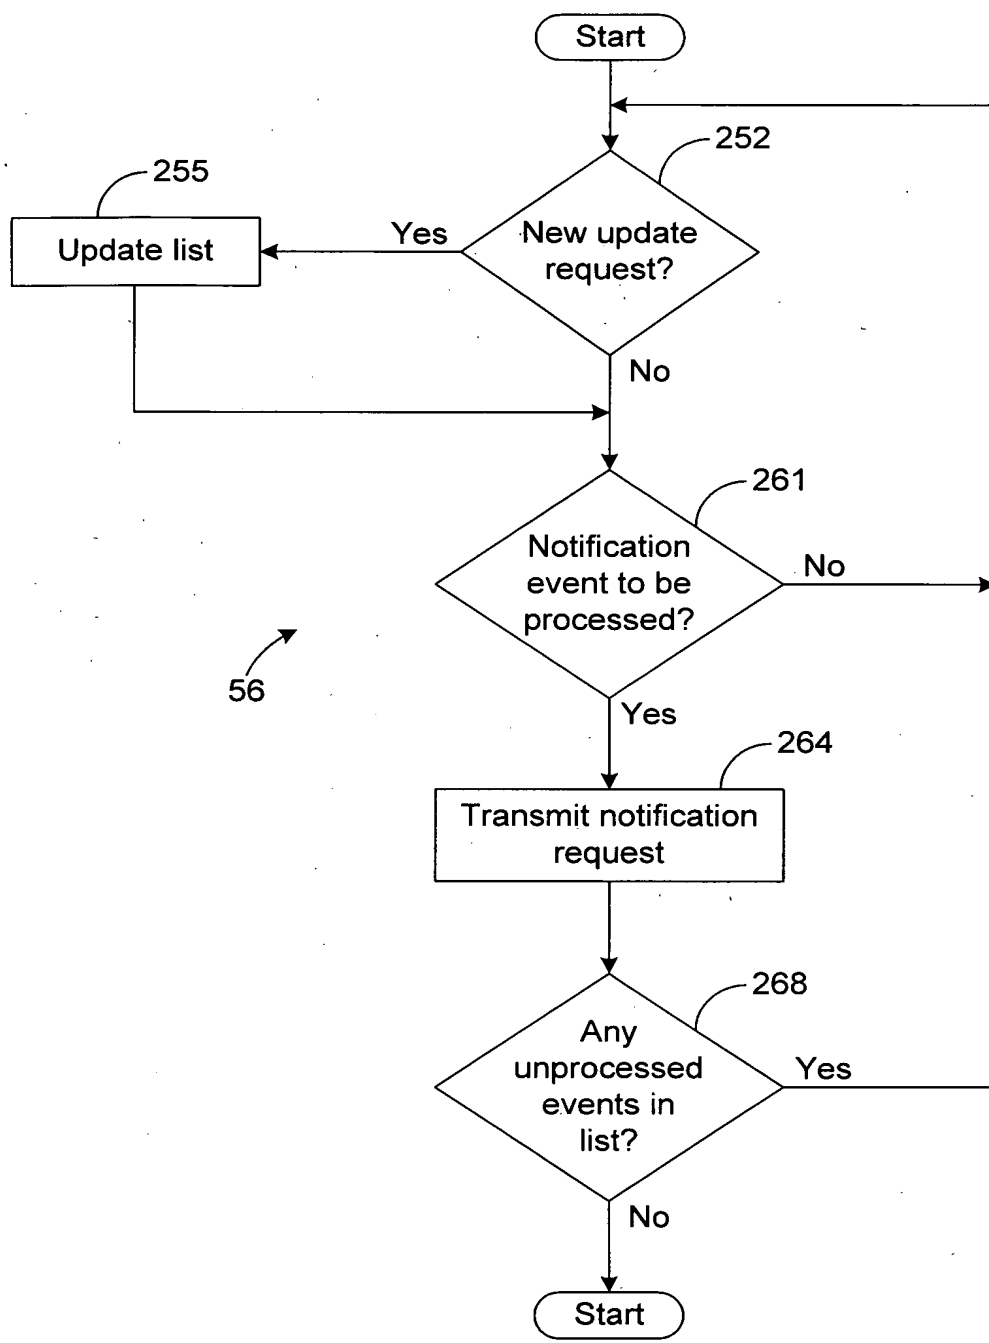 Start
252
255
Update list
Yes
New update
request?
No
261
Notification
event to be
processed?
No
56
Yes
264
Transmit notification
request
268
Any
unprocessed
events in
list?
Yes
No
Start